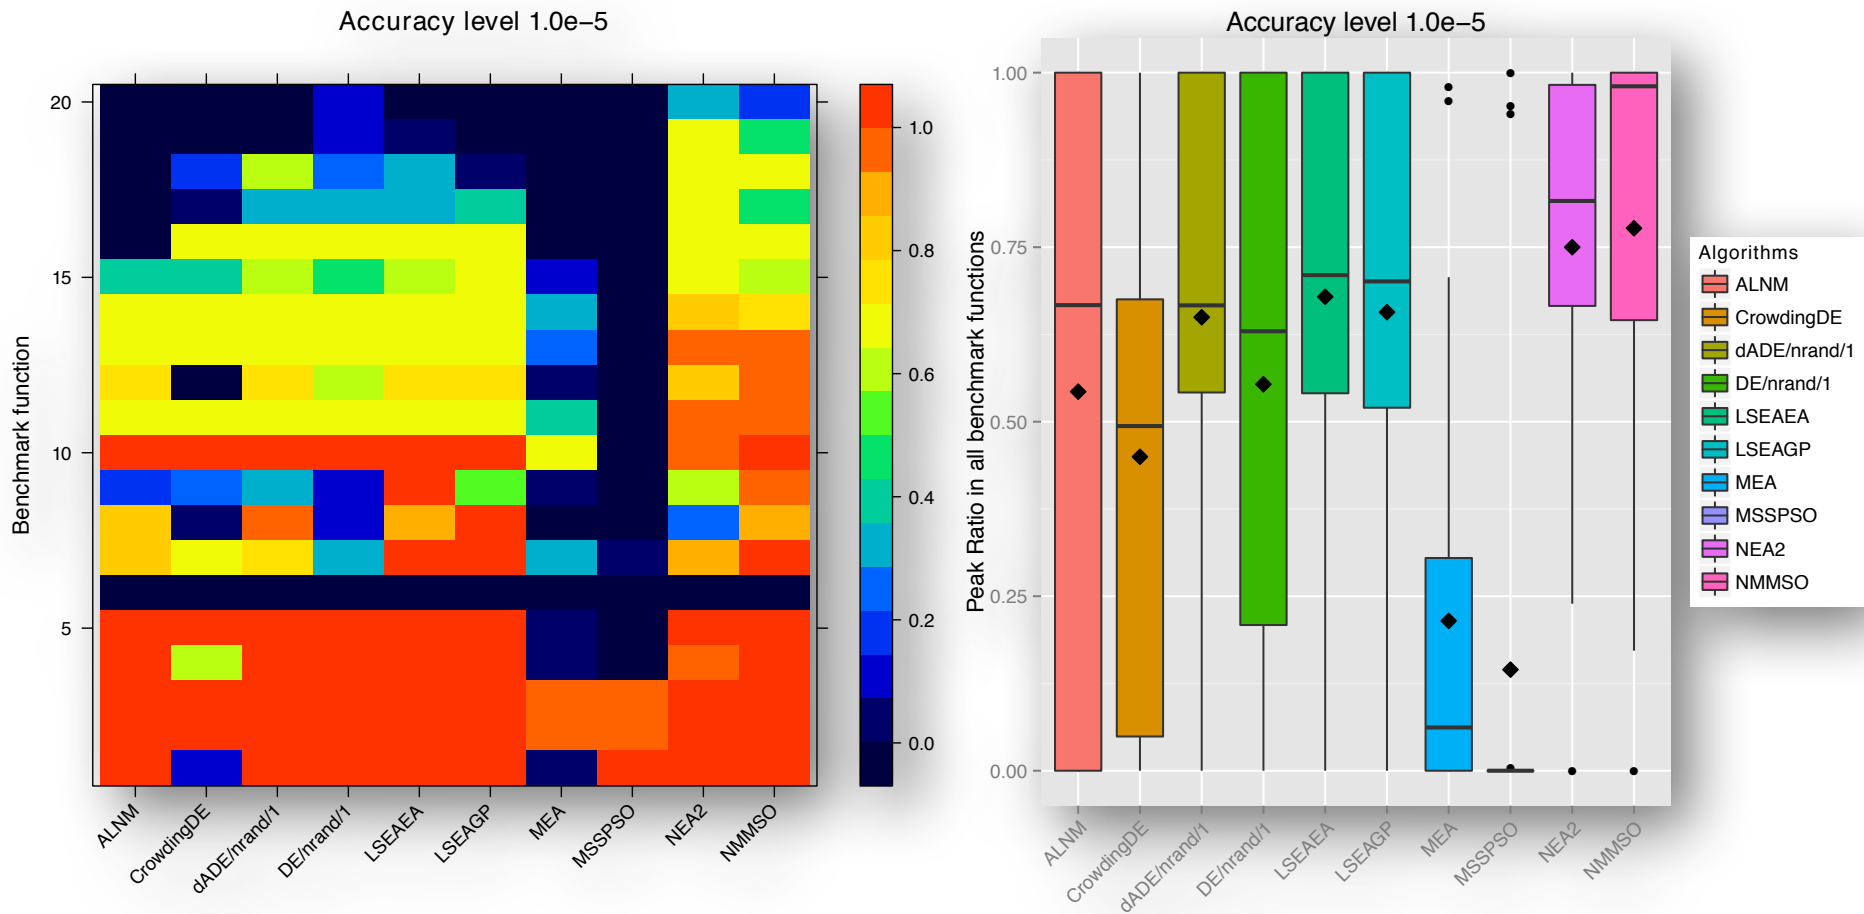 Accuracy level 1.0e−5
Benchmark function
20
15
10
5
ALNM
CrowdingDE
dADE/nrand/1
DE/nrand/1
LSEAEA
LSEAGP
MEA
MSSPSO
NEA2
NMMSO
1.0
0.8
0.6
0.4
0.2
0.0
Accuracy level 1.0e−5
Peak Ratio in all benchmark functions
1.00
0.75
0.50
0.25
0.00
ALNM
CrowdingDE
dADE/nrand/1
DE/nrand/1
LSEAEA
LSEAGP
MEA
MSSPSO
NEA2
NMMSO
Algorithms
ALNM
CrowdingDE
dADE/nrand/1
DE/nrand/1
LSEAEA
LSEAGP
MEA
MSSPSO
NEA2
NMMSO